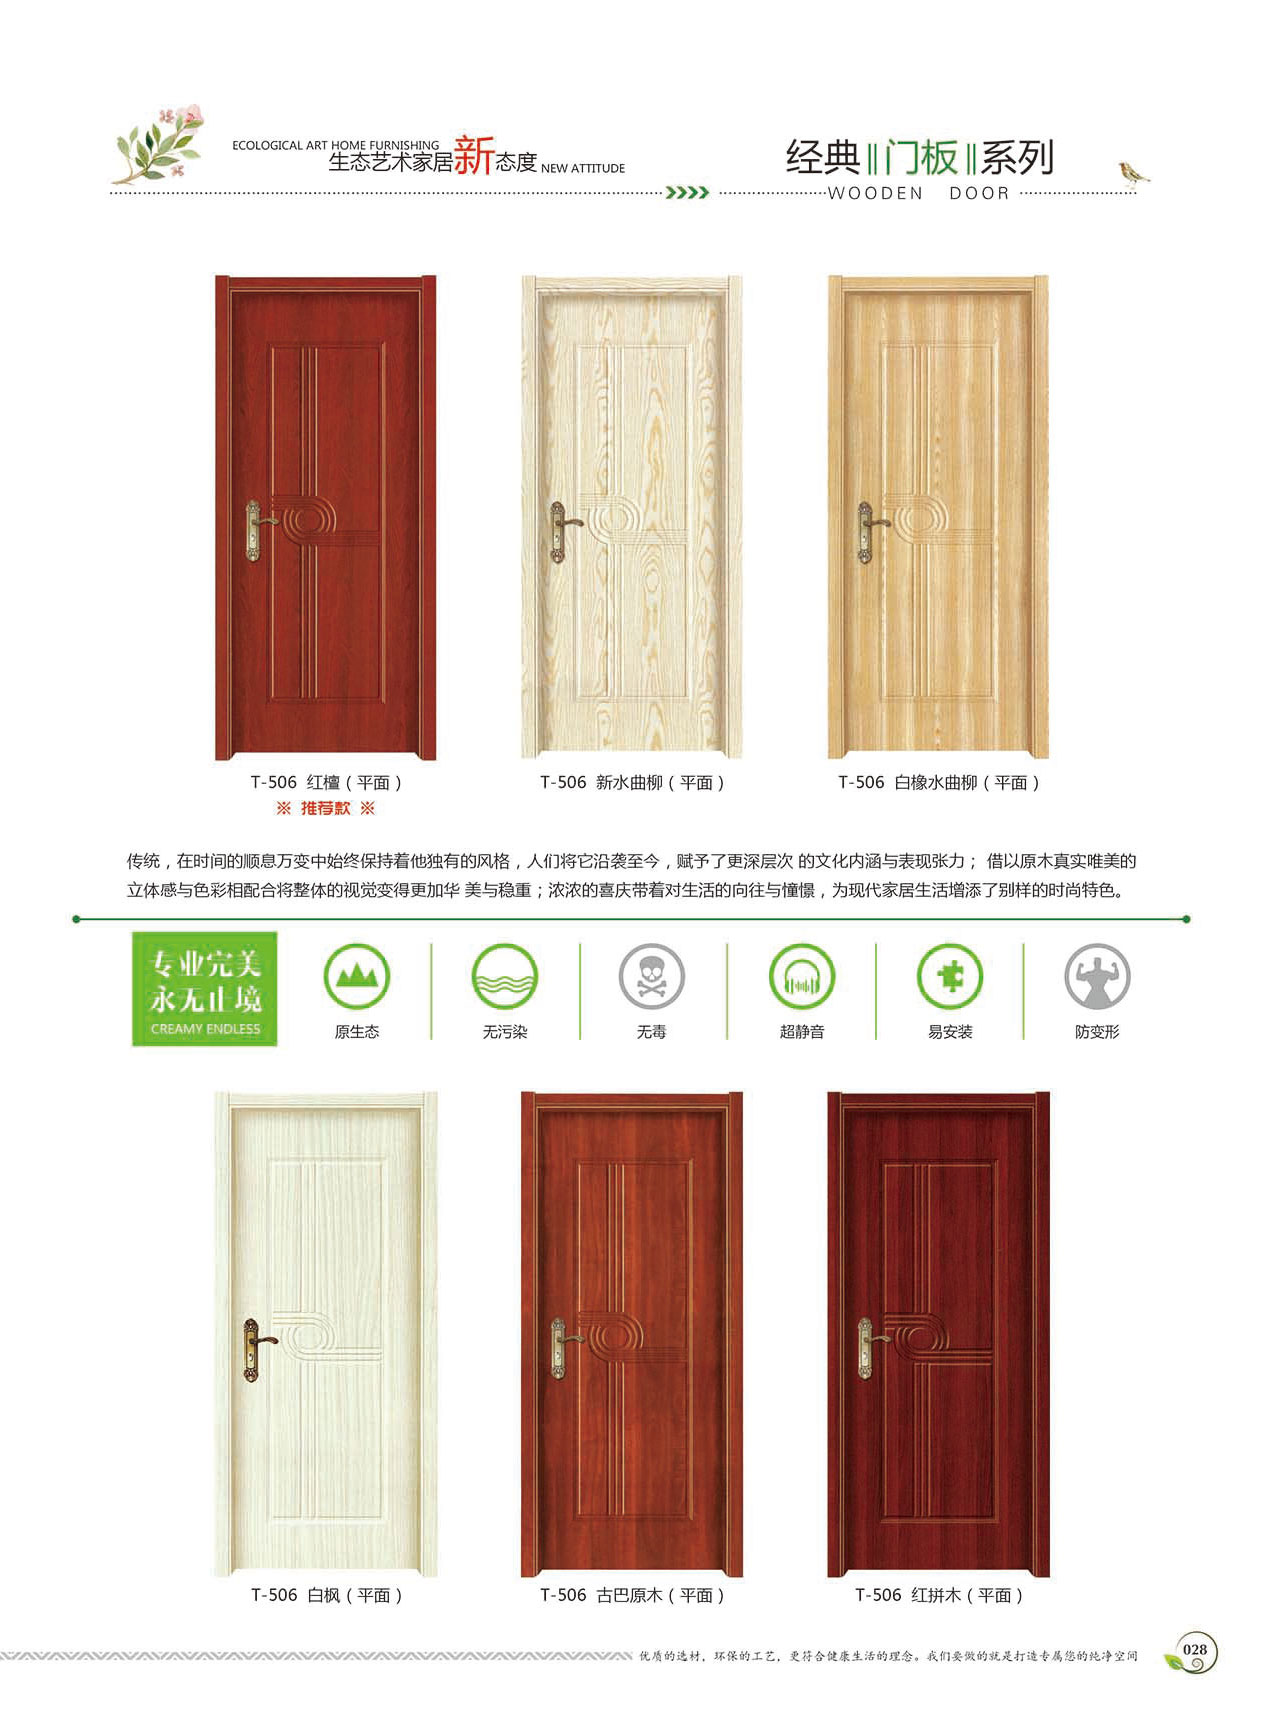 ECOLOGICAL ART HOME FURNISHING
生态艺术家居新态度 NEW ATTITUDE
经典门板系列
WOODEN DOOR
T-506 红檀（平面）
※ 推荐款 ※
T-506 新水曲柳（平面）
T-506 白橡水曲柳（平面）
传统，在时间的顺息万变中始终保持着他独有的风格，人们将它沿袭至今，赋予了更深层次 的文化内涵与表现张力； 借以原木真实唯美的
立体感与色彩相配合将整体的视觉变得更加华 美与稳重；浓浓的喜庆带着对生活的向往与憧憬，为现代家居生活增添了别样的时尚特色。
专业完美
永无止境
CREAMY ENDLESS
原生态
无污染
无毒
超静音
易安装
防变形
T-506 白枫（平面）
T-506 古巴原木（平面）
T-506 红拼木（平面）
优质的选材，环保的工艺，更符合健康生活的理念。我们要做的就是打造专属您的纯净空间
028